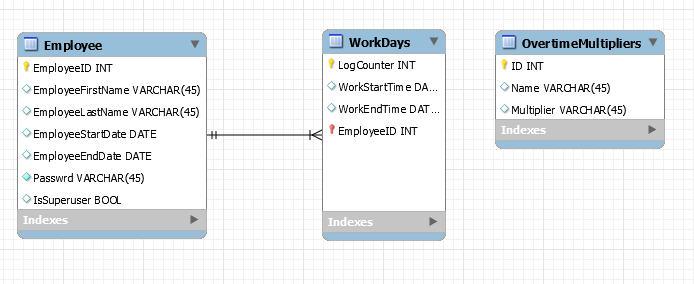 Employee
EmployeeID INT
EmployeeFirstName VARCHAR(45)
EmployeeLastName VARCHAR(45)
EmployeeStartDate DATE
EmployeeEndDate DATE
Passwrd VARCHAR(45)
IsSuperuser BOOL
Indexes
WorkDays
LogCounter INT
WorkStartTime DA...
WorkEndTime DAT...
EmployeeID INT
Indexes
OvertimeMultipliers
ID INT
Name VARCHAR(45)
Multiplier VARCHAR(45)
Indexes